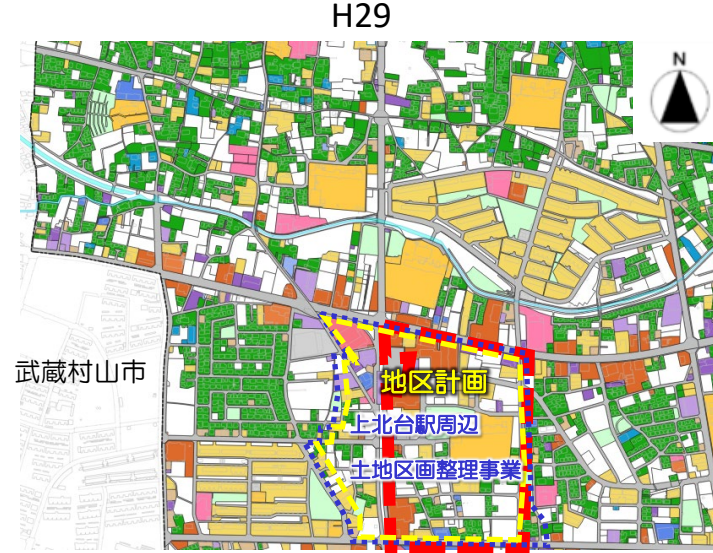 H29
N
武蔵村山市
地区計画
上北台駅周辺
土地区画整理事業